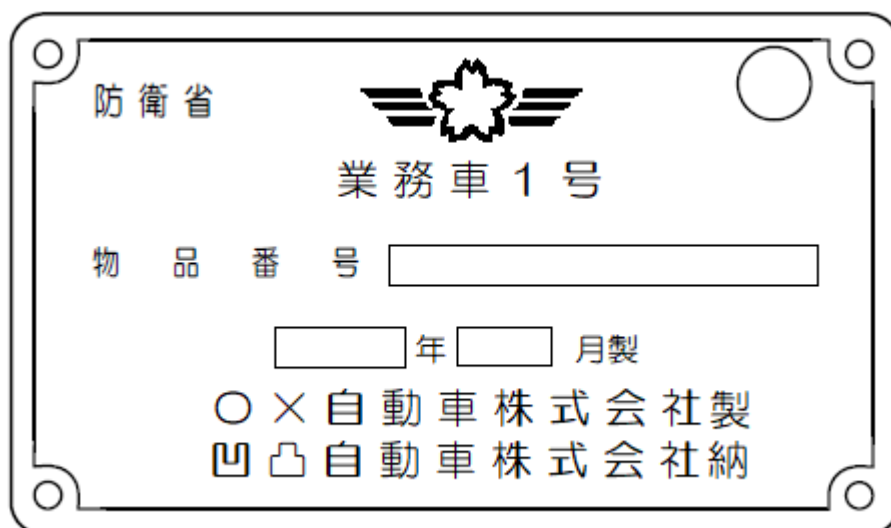 防衛省
業務車1号
物品番号
年 月製
○×自動車株式会社製
凹凸自動車株式会社納